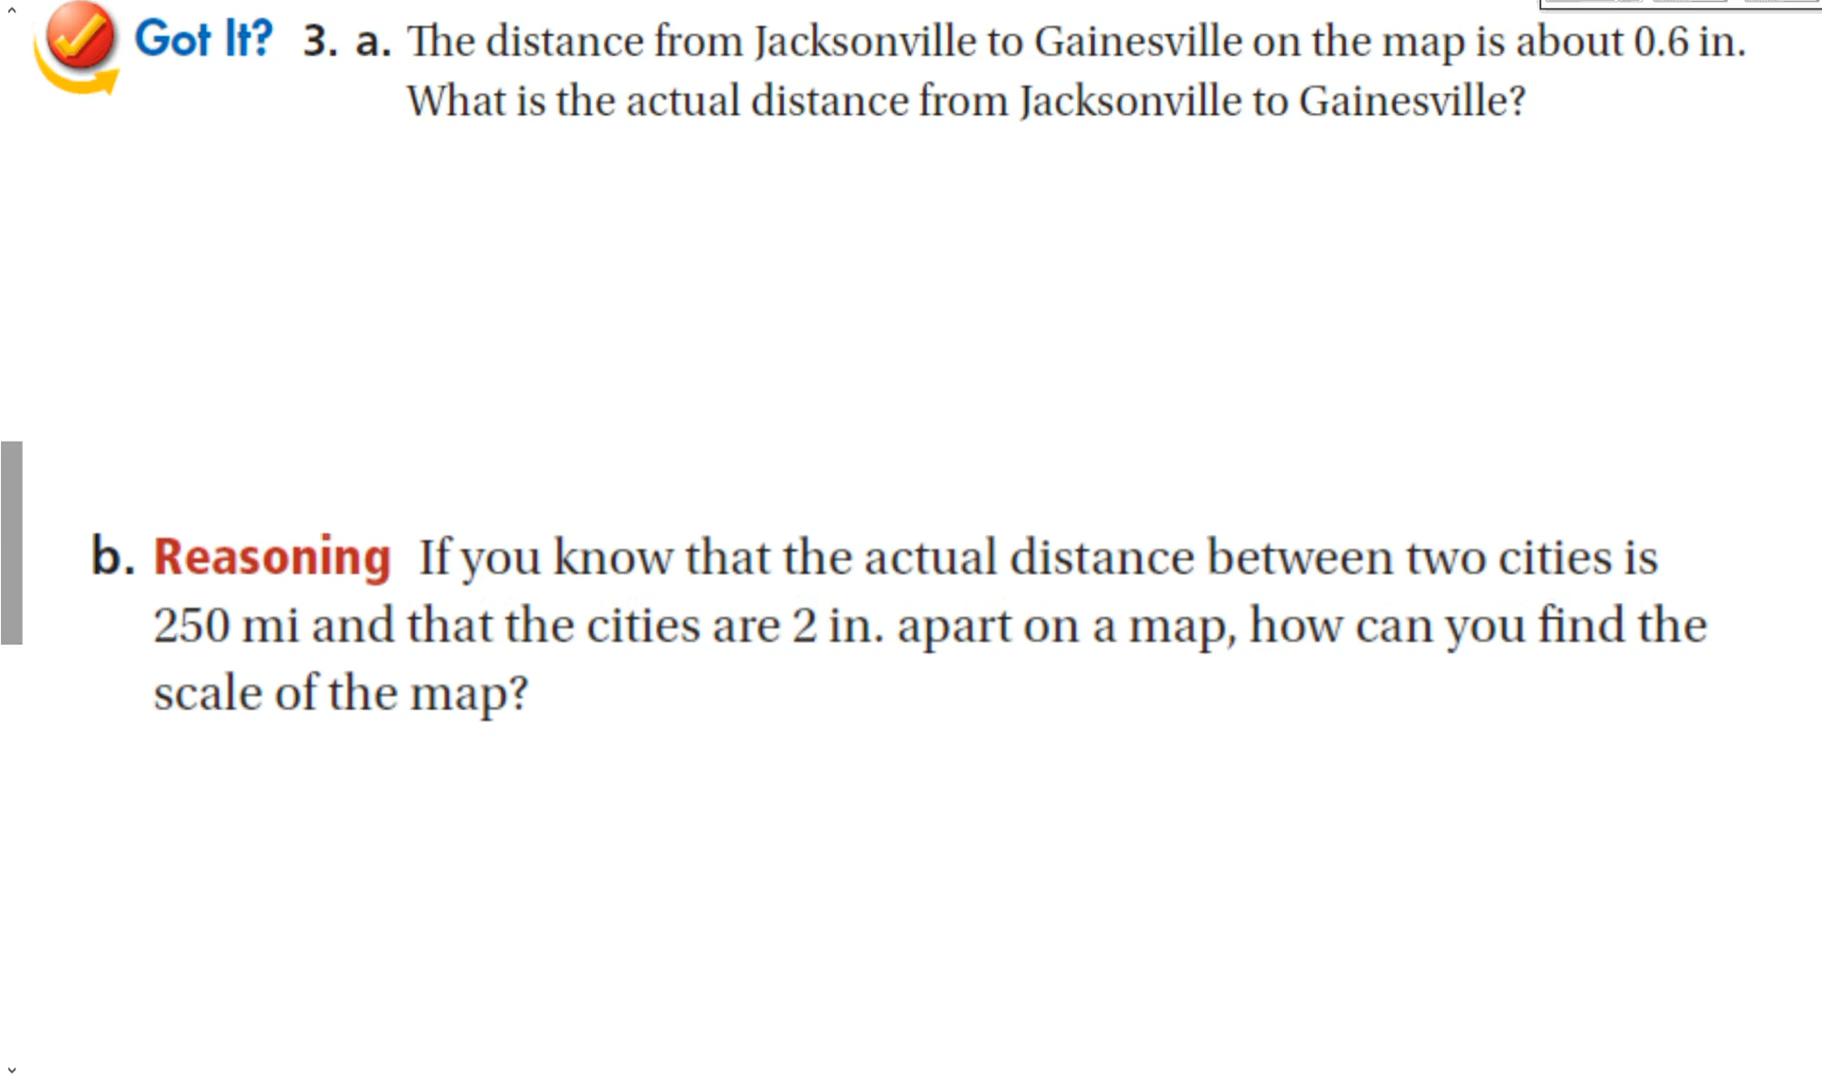 Got It? 3. a. The distance from Jacksonville to Gainesville on the map is about 0.6 in.
What is the actual distance from Jacksonville to Gainesville?
b. Reasoning If you know that the actual distance between two cities is
250 mi and that the cities are 2 in. apart on a map, how can you find the
scale of the map?